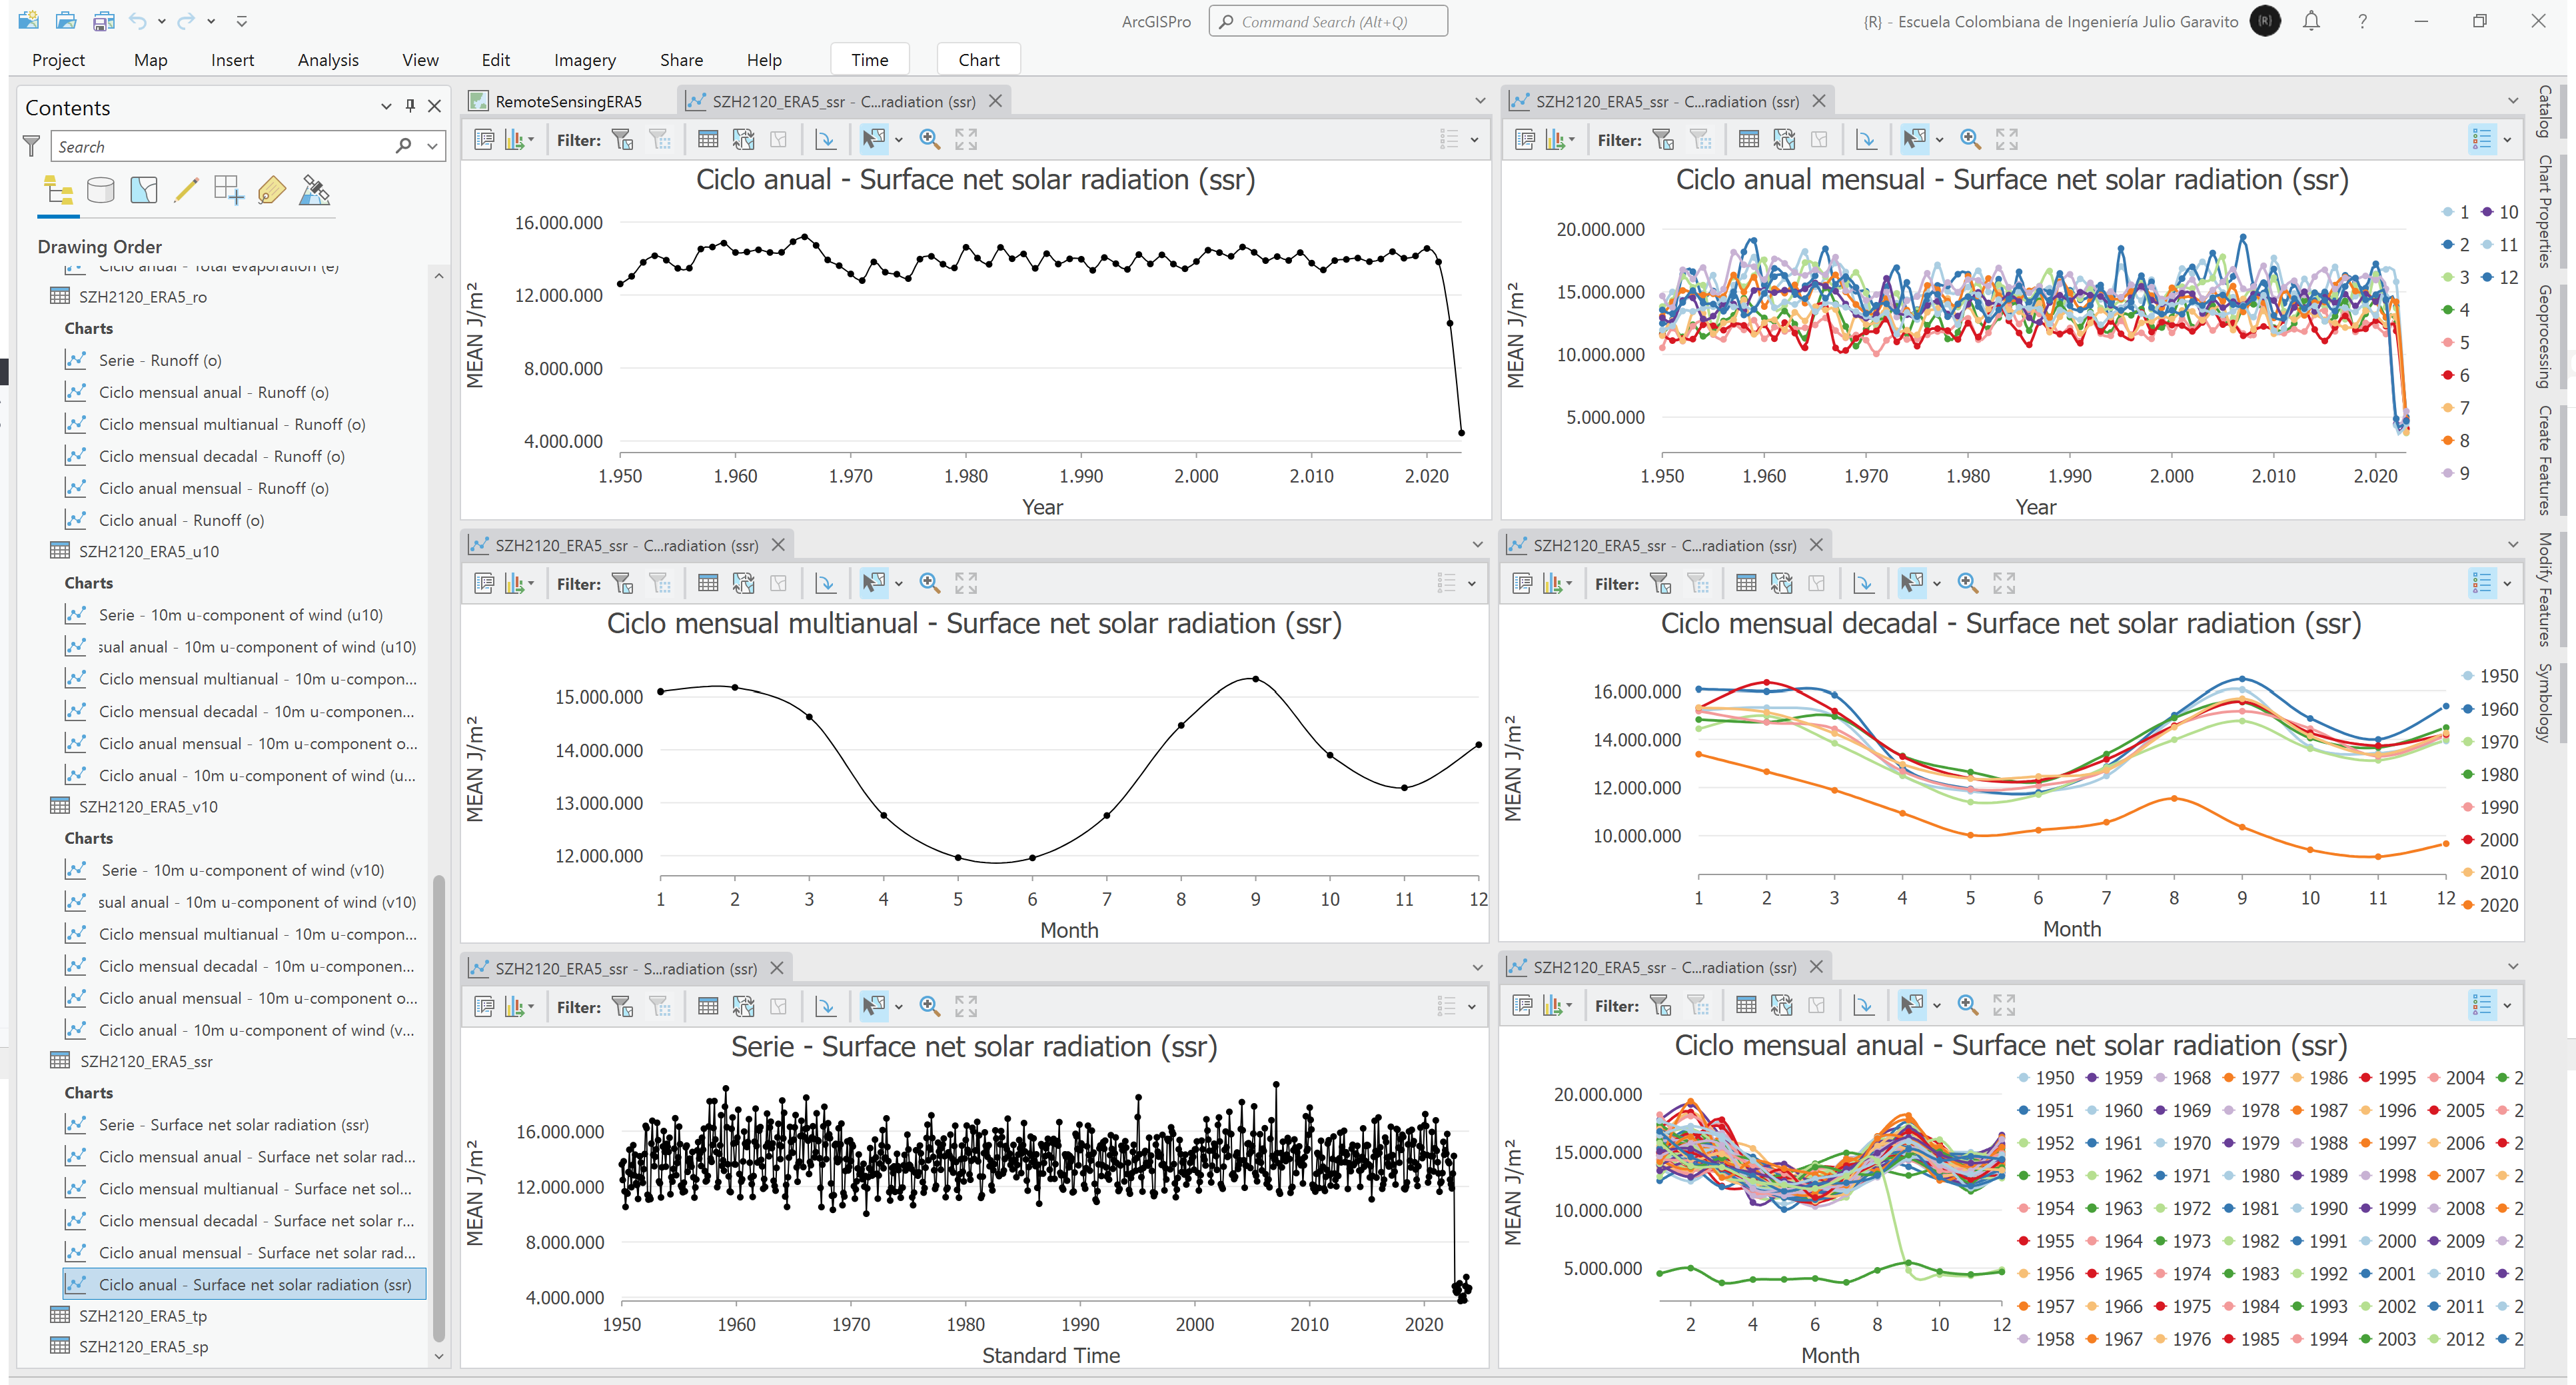 ArcGISPro
Command Search (Alt+Q)
{R} - Escuela Colombiana de Ingeniería Julio Garavito
{R}
?
Project Map Insert Analysis View Edit Imagery Share Help Time Chart
Contents
Search
Drawing Order
Ciclo anual - Total evaporation (e)
SZH2120_ERA5_ro
Charts
Serie - Runoff (o)
Ciclo mensual anual - Runoff (o)
Ciclo mensual multianual - Runoff (o)
Ciclo mensual decadal - Runoff (o)
Ciclo anual mensual - Runoff (o)
Ciclo anual - Runoff (o)
SZH2120_ERA5_u10
Charts
Serie - 10m u-component of wind (u10)
sual anual - 10m u-component of wind (u10)
Ciclo mensual multianual - 10m u-compon...
Ciclo mensual decadal - 10m u-componen...
Ciclo anual mensual - 10m u-component o...
Ciclo anual - 10m u-component of wind (u...
SZH2120_ERA5_v10
Charts
Serie - 10m u-component of wind (v10)
sual anual - 10m u-component of wind (v10)
Ciclo mensual multianual - 10m u-compon...
Ciclo mensual decadal - 10m u-componen...
Ciclo anual mensual - 10m u-component o...
Ciclo anual - 10m u-component of wind (v...
SZH2120_ERA5_ssr
Charts
Serie - Surface net solar radiation (ssr)
Ciclo mensual anual - Surface net solar rad...
Ciclo mensual multianual - Surface net sol...
Ciclo mensual decadal - Surface net solar r...
Ciclo anual mensual - Surface net solar rad...
Ciclo anual - Surface net solar radiation (ssr)
SZH2120_ERA5_tp
SZH2120_ERA5_sp
RemoteSensingERA5
SZH2120_ERA5_ssr - C...radiation (ssr)
Filter:
Ciclo anual - Surface net solar radiation (ssr)
MEAN J/m²
16.000.000
12.000.000
8.000.000
4.000.000
1.950 1.960 1.970 1.980 1.990 2.000 2.010 2.020
Year
SZH2120_ERA5_ssr - C...radiation (ssr)
Filter:
Ciclo anual mensual - Surface net solar radiation (ssr)
MEAN J/m²
20.000.000
15.000.000
10.000.000
5.000.000
1.950 1.960 1.970 1.980 1.990 2.000 2.010 2.020
Year
1 10
2 11
3 12
4
5
6
7
8
9
SZH2120_ERA5_ssr - C...radiation (ssr)
Filter:
Ciclo mensual multianual - Surface net solar radiation (ssr)
MEAN J/m²
15.000.000
14.000.000
13.000.000
12.000.000
1 2 3 4 5 6 7 8 9 10 11 12
Month
SZH2120_ERA5_ssr - C...radiation (ssr)
Filter:
Ciclo mensual decadal - Surface net solar radiation (ssr)
MEAN J/m²
16.000.000
14.000.000
12.000.000
10.000.000
1 2 3 4 5 6 7 8 9 10 11 12
Month
1950
1960
1970
1980
1990
2000
2010
2020
SZH2120_ERA5_ssr - S...radiation (ssr)
Filter:
Serie - Surface net solar radiation (ssr)
MEAN J/m²
16.000.000
12.000.000
8.000.000
4.000.000
1950 1960 1970 1980 1990 2000 2010 2020
Standard Time
SZH2120_ERA5_ssr - C...radiation (ssr)
Filter:
Ciclo mensual anual - Surface net solar radiation (ssr)
MEAN J/m²
20.000.000
15.000.000
10.000.000
5.000.000
2 4 6 8 10 12
Month
1950 1959 1968 1977 1986 1995 2004 2
1951 1960 1969 1978 1987 1996 2005 2
1952 1961 1970 1979 1988 1997 2006 2
1953 1962 1971 1980 1989 1998 2007 2
1954 1963 1972 1981 1990 1999 2008 2
1955 1964 1973 1982 1991 2000 2009 2
1956 1965 1974 1983 1992 2001 2010 2
1957 1966 1975 1984 1993 2002 2011 2
1958 1967 1976 1985 1994 2003 2012 2
Catalog
Chart Properties
Geoprocessing
Create Features
Modify Features
Symbology